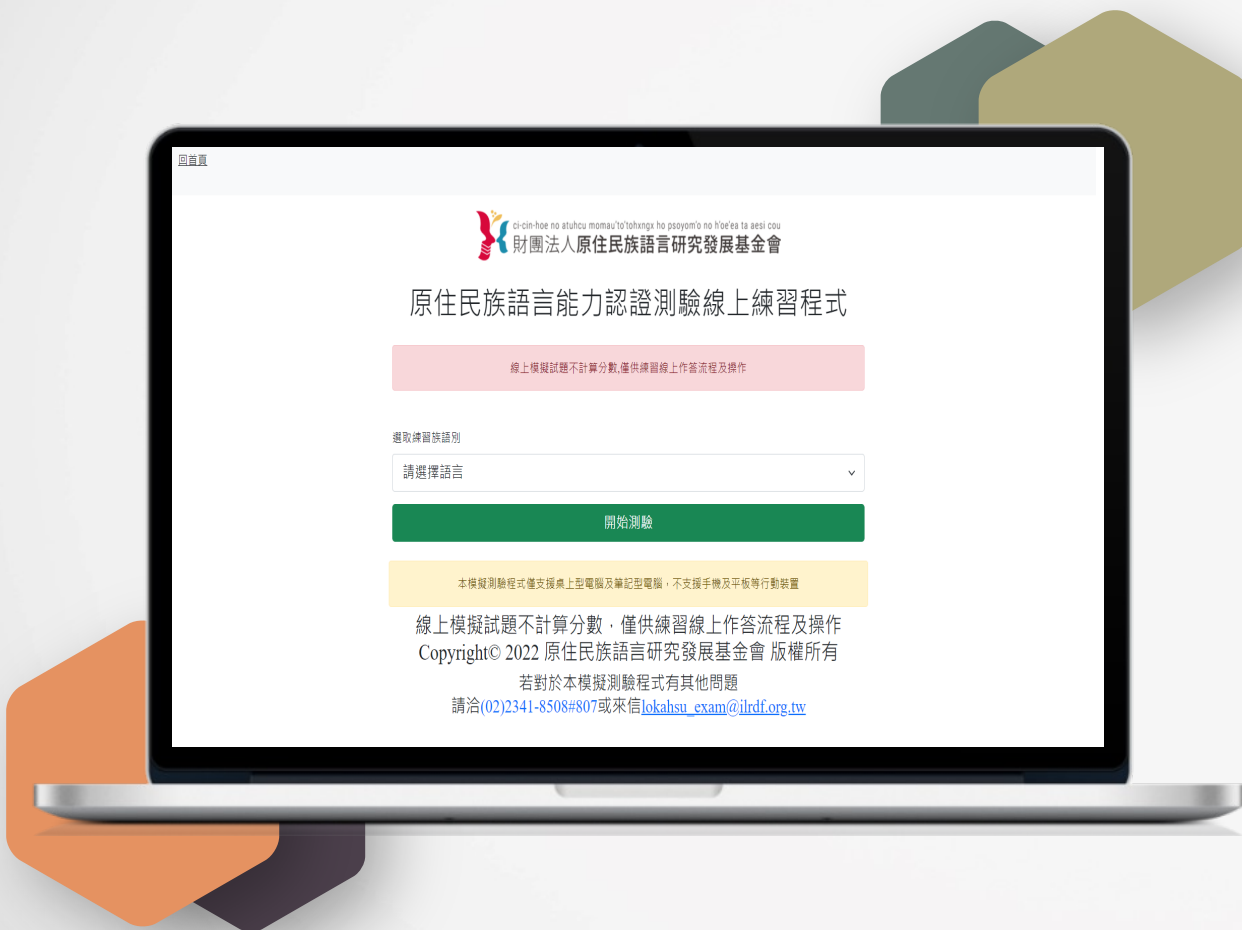 回首頁
ci-cin-hoe no atuhcu momau'to'tohxngx ho psoyom'o no h'oe'ea ta aesi cou
財團法人原住民族語言研究發展基金會
原住民族語言能力認證測驗線上練習程式
線上模擬試題不計算分數,僅供練習線上作答流程及操作
選取練習族語別
請選擇語言
開始測驗
本模擬測驗程式僅支援桌上型電腦及筆記型電腦，不支援手機及平板等行動裝置
線上模擬試題不計算分數，僅供練習線上作答流程及操作
Copyright© 2022 原住民族語言研究發展基金會 版權所有
若對於本模擬測驗程式有其他問題
請洽(02)2341-8508#807或來信lokahsu_exam@ilrdf.org.tw